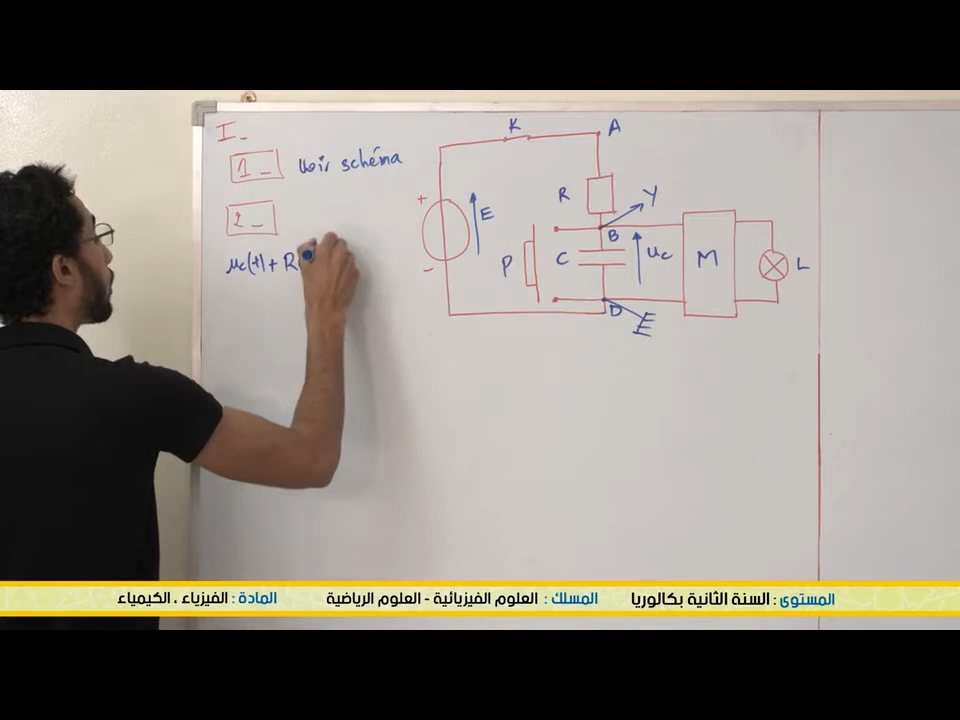 I_
1_ Voir schéma
2_
uc(t) + R
K
A
+
E
R
Y
B
-
P
C
uc
M
L
D
E
المستوى : السنة الثانية بكالوريا
المسلك : العلوم الفيزيائية - العلوم الرياضية
المادة : الفيزياء . الكيمياء